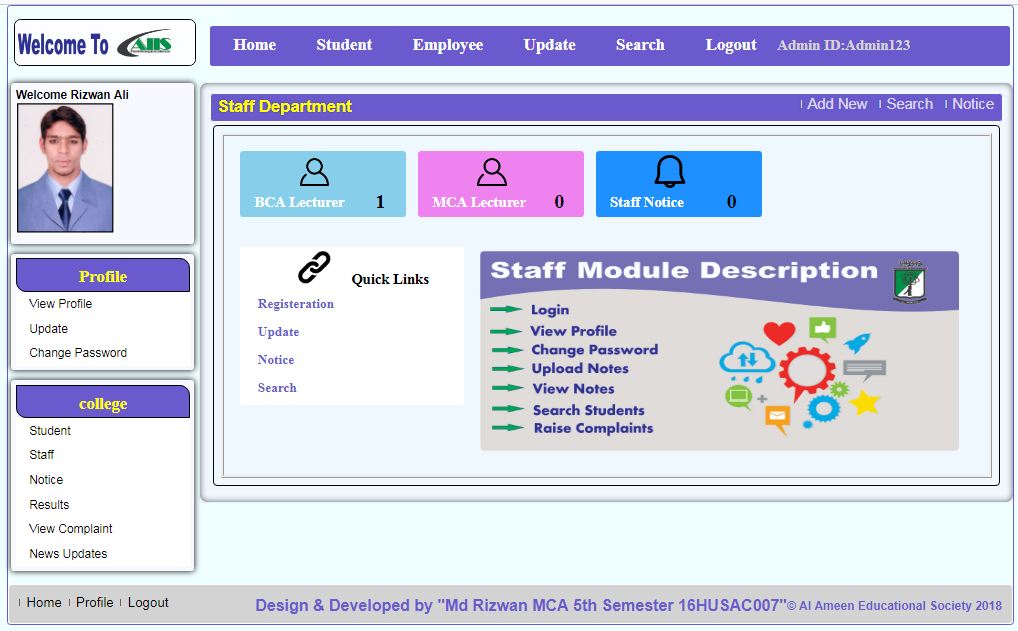 Welcome To AIIS
Home Student Employee Update Search Logout Admin ID:Admin123
Welcome Rizwan Ali
Profile
View Profile
Update
Change Password
college
Student
Staff
Notice
Results
View Complaint
News Updates
Staff Department
Add New Search Notice
BCA Lecturer 1
MCA Lecturer 0
Staff Notice 0
Quick Links
Registeration
Update
Notice
Search
Staff Module Description
Login
View Profile
Change Password
Upload Notes
View Notes
Search Students
Raise Complaints
Home Profile Logout
Design & Developed by "Md Rizwan MCA 5th Semester 16HUSAC007"© Al Ameen Educational Society 2018